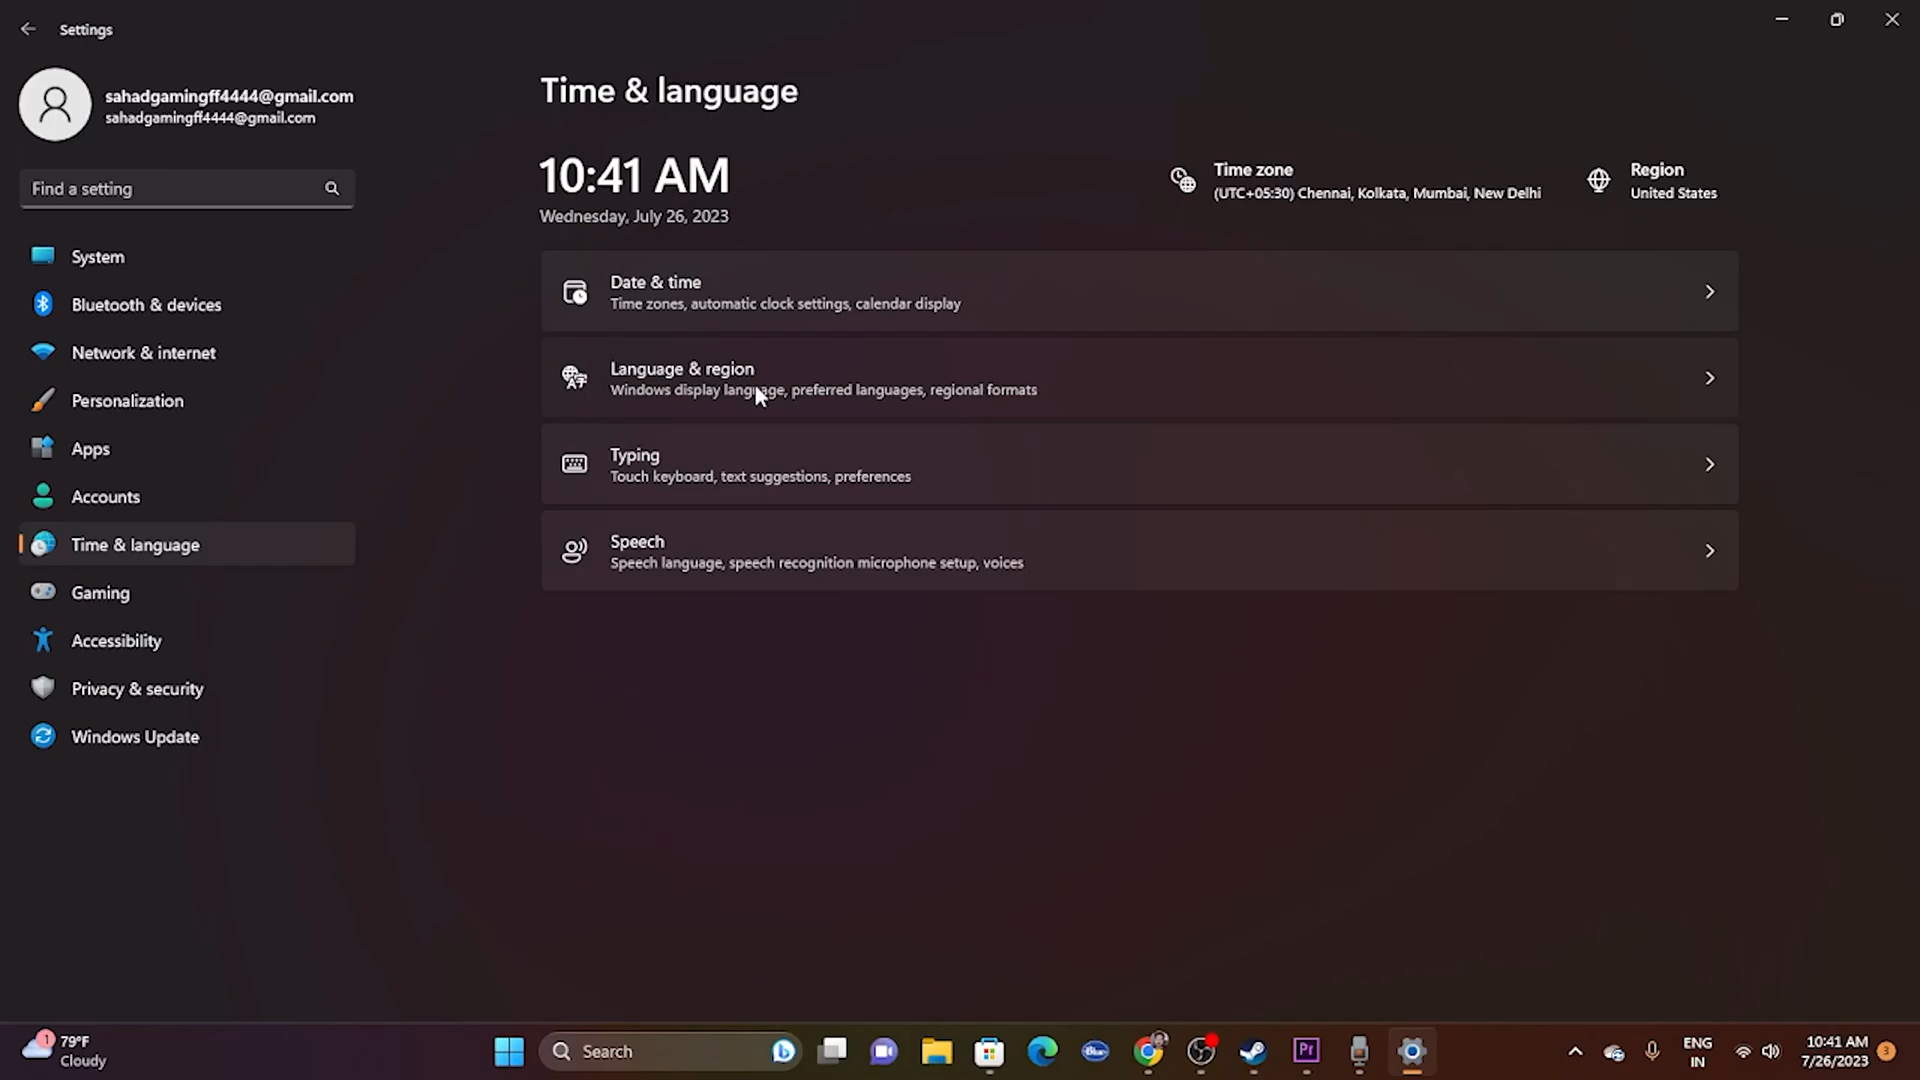 Settings
sahadgamingff4444@gmail.com
sahadgamingff4444@gmail.com
Find a setting
System
Bluetooth & devices
Network & internet
Personalization
Apps
Accounts
Time & language
Gaming
Accessibility
Privacy & security
Windows Update
Time & language
10:41 AM
Wednesday, July 26, 2023
Time zone
(UTC+05:30) Chennai, Kolkata, Mumbai, New Delhi
Region
United States
Date & time
Time zones, automatic clock settings, calendar display
Language & region
Windows display language, preferred languages, regional formats
Typing
Touch keyboard, text suggestions, preferences
Speech
Speech language, speech recognition microphone setup, voices
1
79°F
Cloudy
Search
Blue
Pr
ENG
IN
10:41 AM
7/26/2023
3